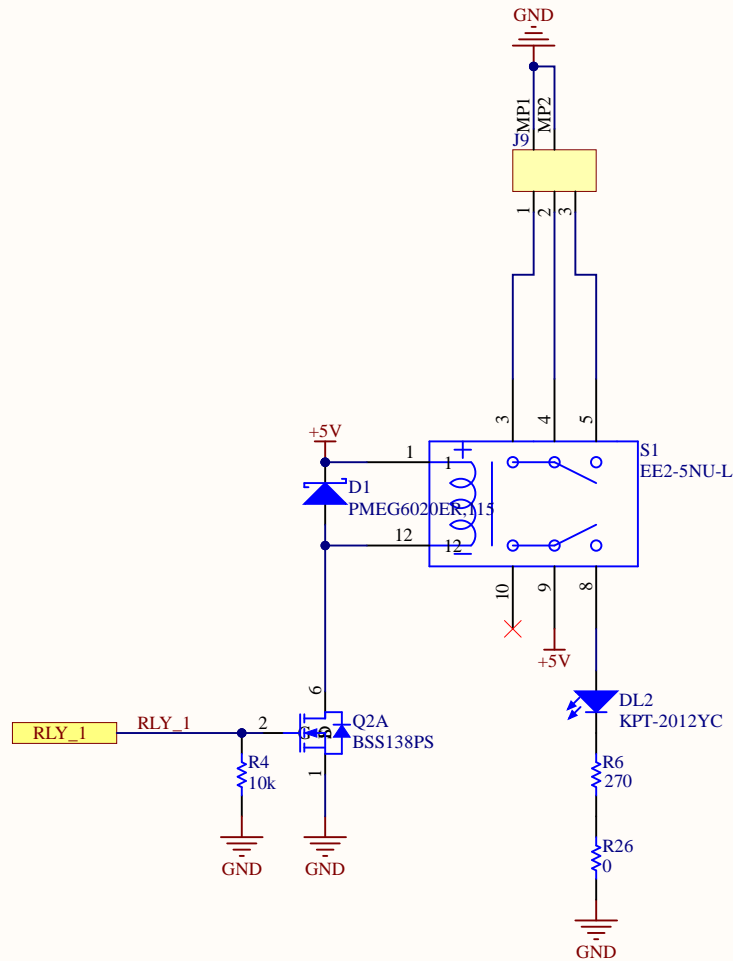 GND
MP1
MP2
J9
1
2
3
3
4
5
+5V
1
1
S1
EE2-5NU-L
D1
PMEG6020ER,115
12
12
10
9
8
+5V
6
DL2
KPT-2012YC
RLY_1
RLY_1
2
G
D
S
Q2A
BSS138PS
1
R4
10k
R6
270
GND
GND
R26
0
GND